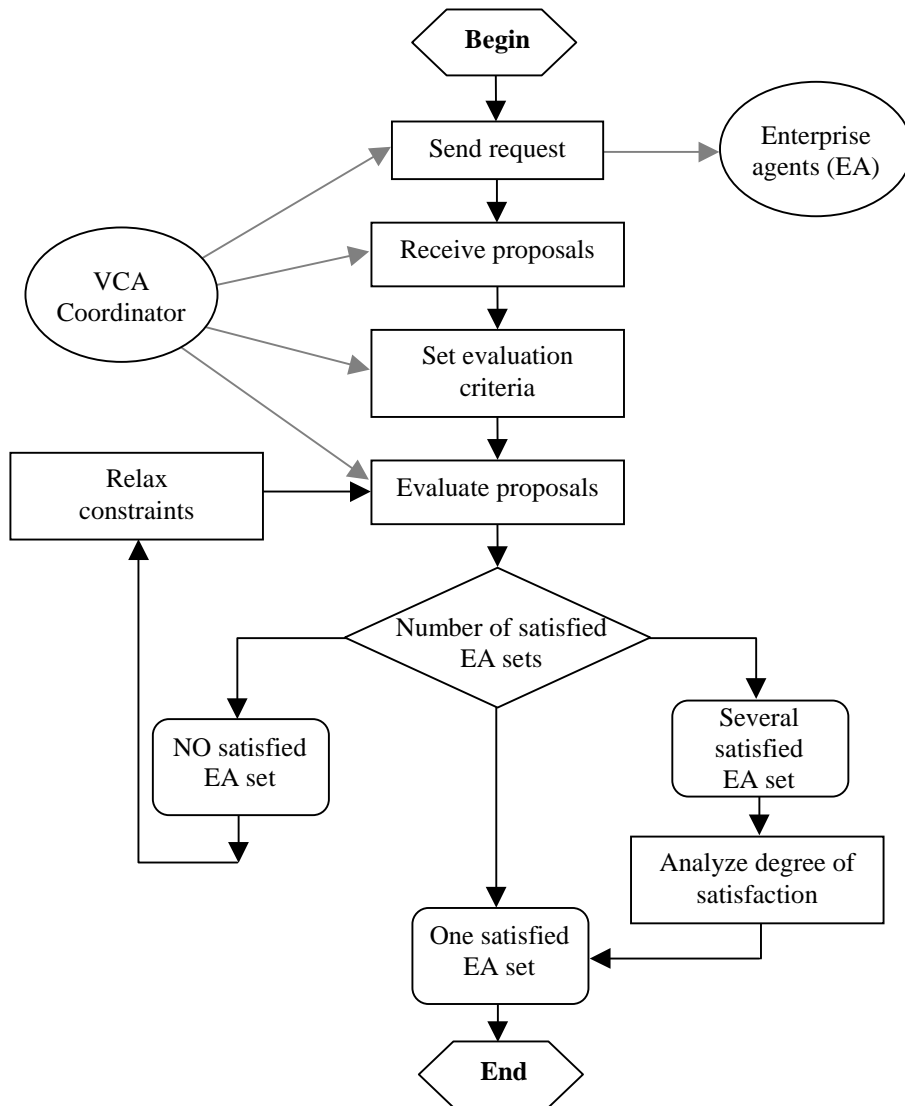 Begin
Send request
Enterprise
agents (EA)
Receive proposals
VCA
Coordinator
Set evaluation
criteria
Relax
constraints
Evaluate proposals
Number of satisfied
EA sets
NO satisfied
EA set
Several
satisfied
EA set
Analyze degree of
satisfaction
One satisfied
EA set
End